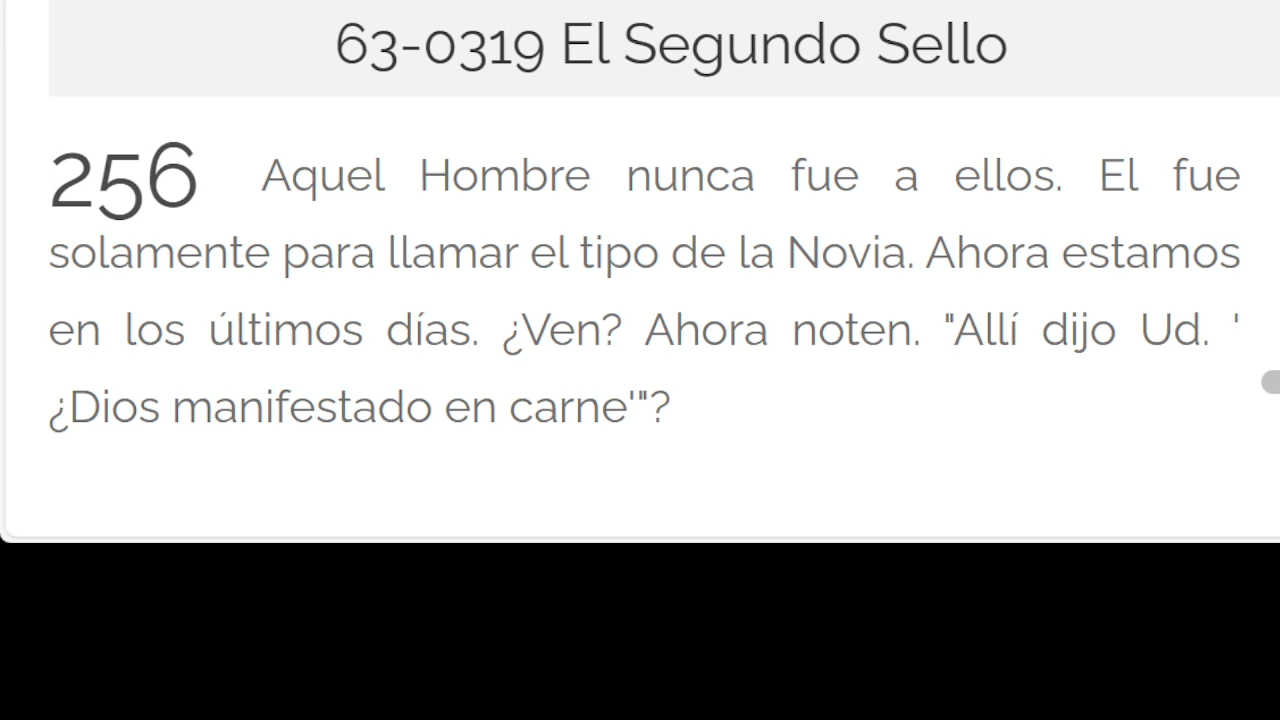 63-0319 El Segundo Sello
256 Aquel Hombre nunca fue a ellos. El fue
solamente para llamar el tipo de la Novia. Ahora estamos
en los últimos días. ¿Ven? Ahora noten. "Allí dijo Ud. '
¿Dios manifestado en carne'"?